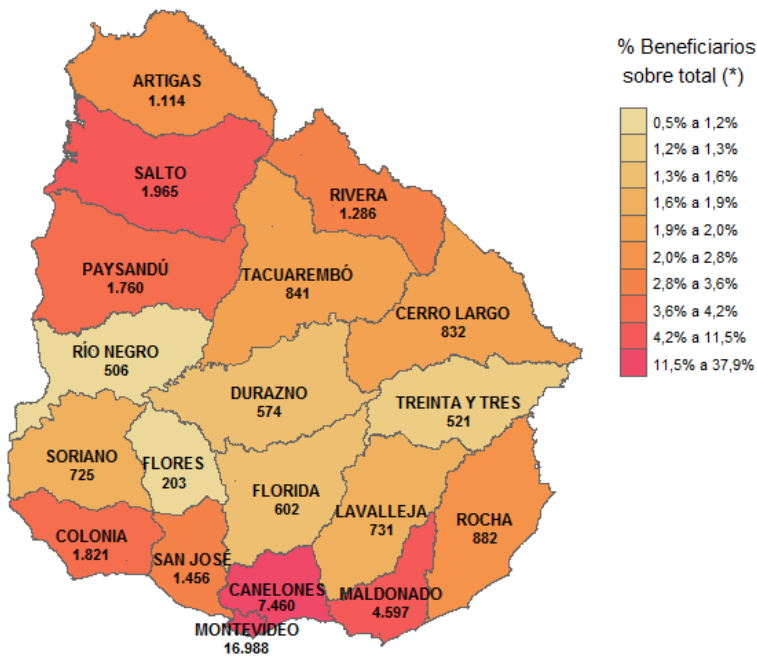 % Beneficiarios
sobre total (*)
0,5% a 1,2%
1,2% a 1,3%
1,3% a 1,6%
1,6% a 1,9%
1,9% a 2,0%
2,0% a 2,8%
2,8% a 3,6%
3,6% a 4,2%
4,2% a 11,5%
11,5% a 37,9%
ARTIGAS
1.114
SALTO
1.965
RIVERA
1.286
PAYSANDÚ
1.760
TACUAREMBÓ
841
CERRO LARGO
832
RÍO NEGRO
506
DURAZNO
574
TREINTA Y TRES
521
SORIANO
725
FLORES
203
FLORIDA
602
LAVALLEJA
731
ROCHA
882
COLONIA
1.821
SAN JOSÉ
1.456
CANELONES
7.460
MALDONADO
4.597
MONTEVIDEO
16.988